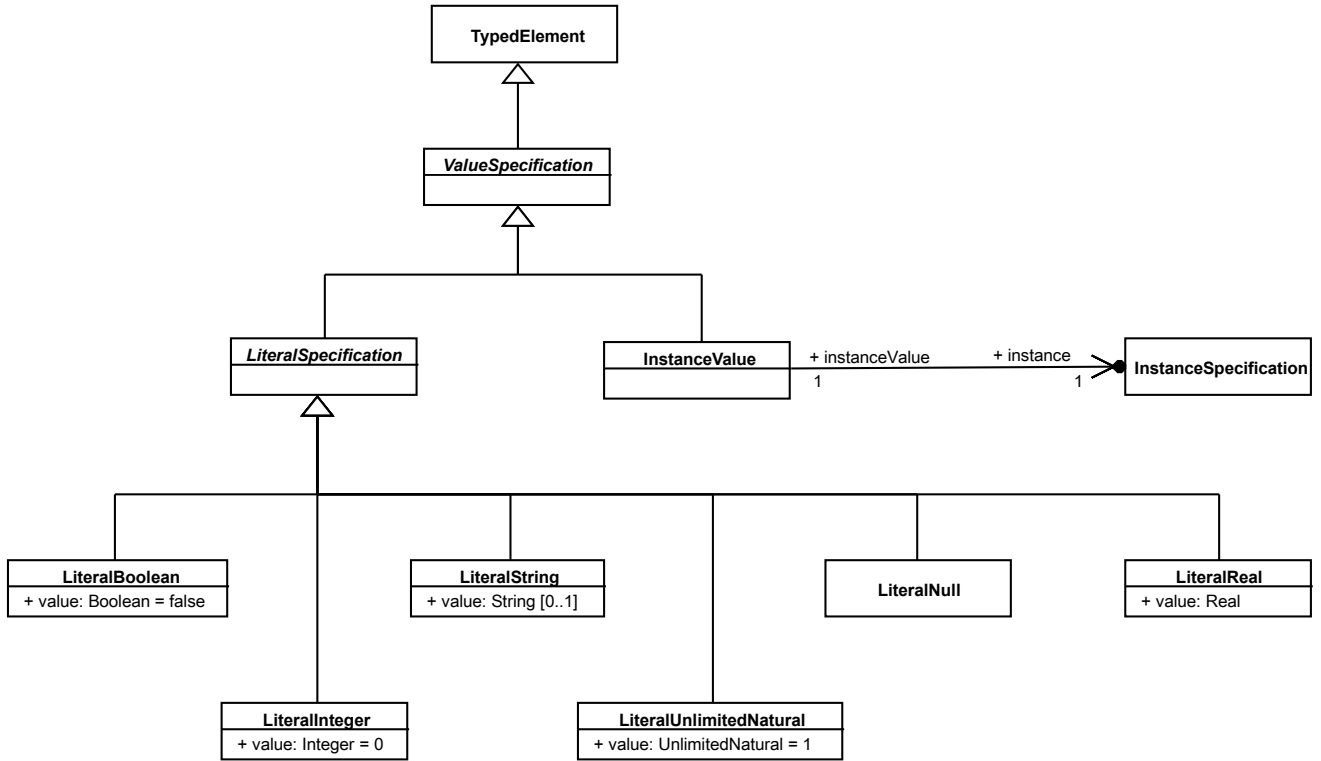 TypedElement
ValueSpecification
LiteralSpecification
InstanceValue
+ instanceValue
1
+ instance
1
InstanceSpecification
LiteralBoolean
+ value: Boolean = false
LiteralString
+ value: String [0..1]
LiteralNull
LiteralReal
+ value: Real
LiteralInteger
+ value: Integer = 0
LiteralUnlimitedNatural
+ value: UnlimitedNatural = 1